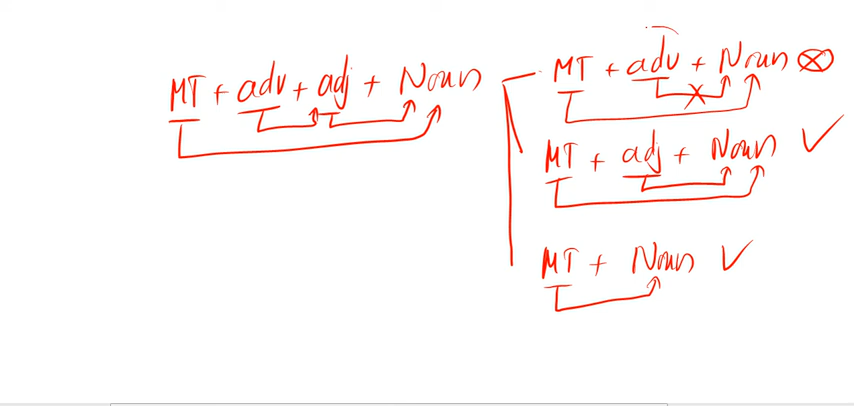 MT + adv + adj + Noun
MT + adv + Noun
MT + adj + Noun
MT + Noun